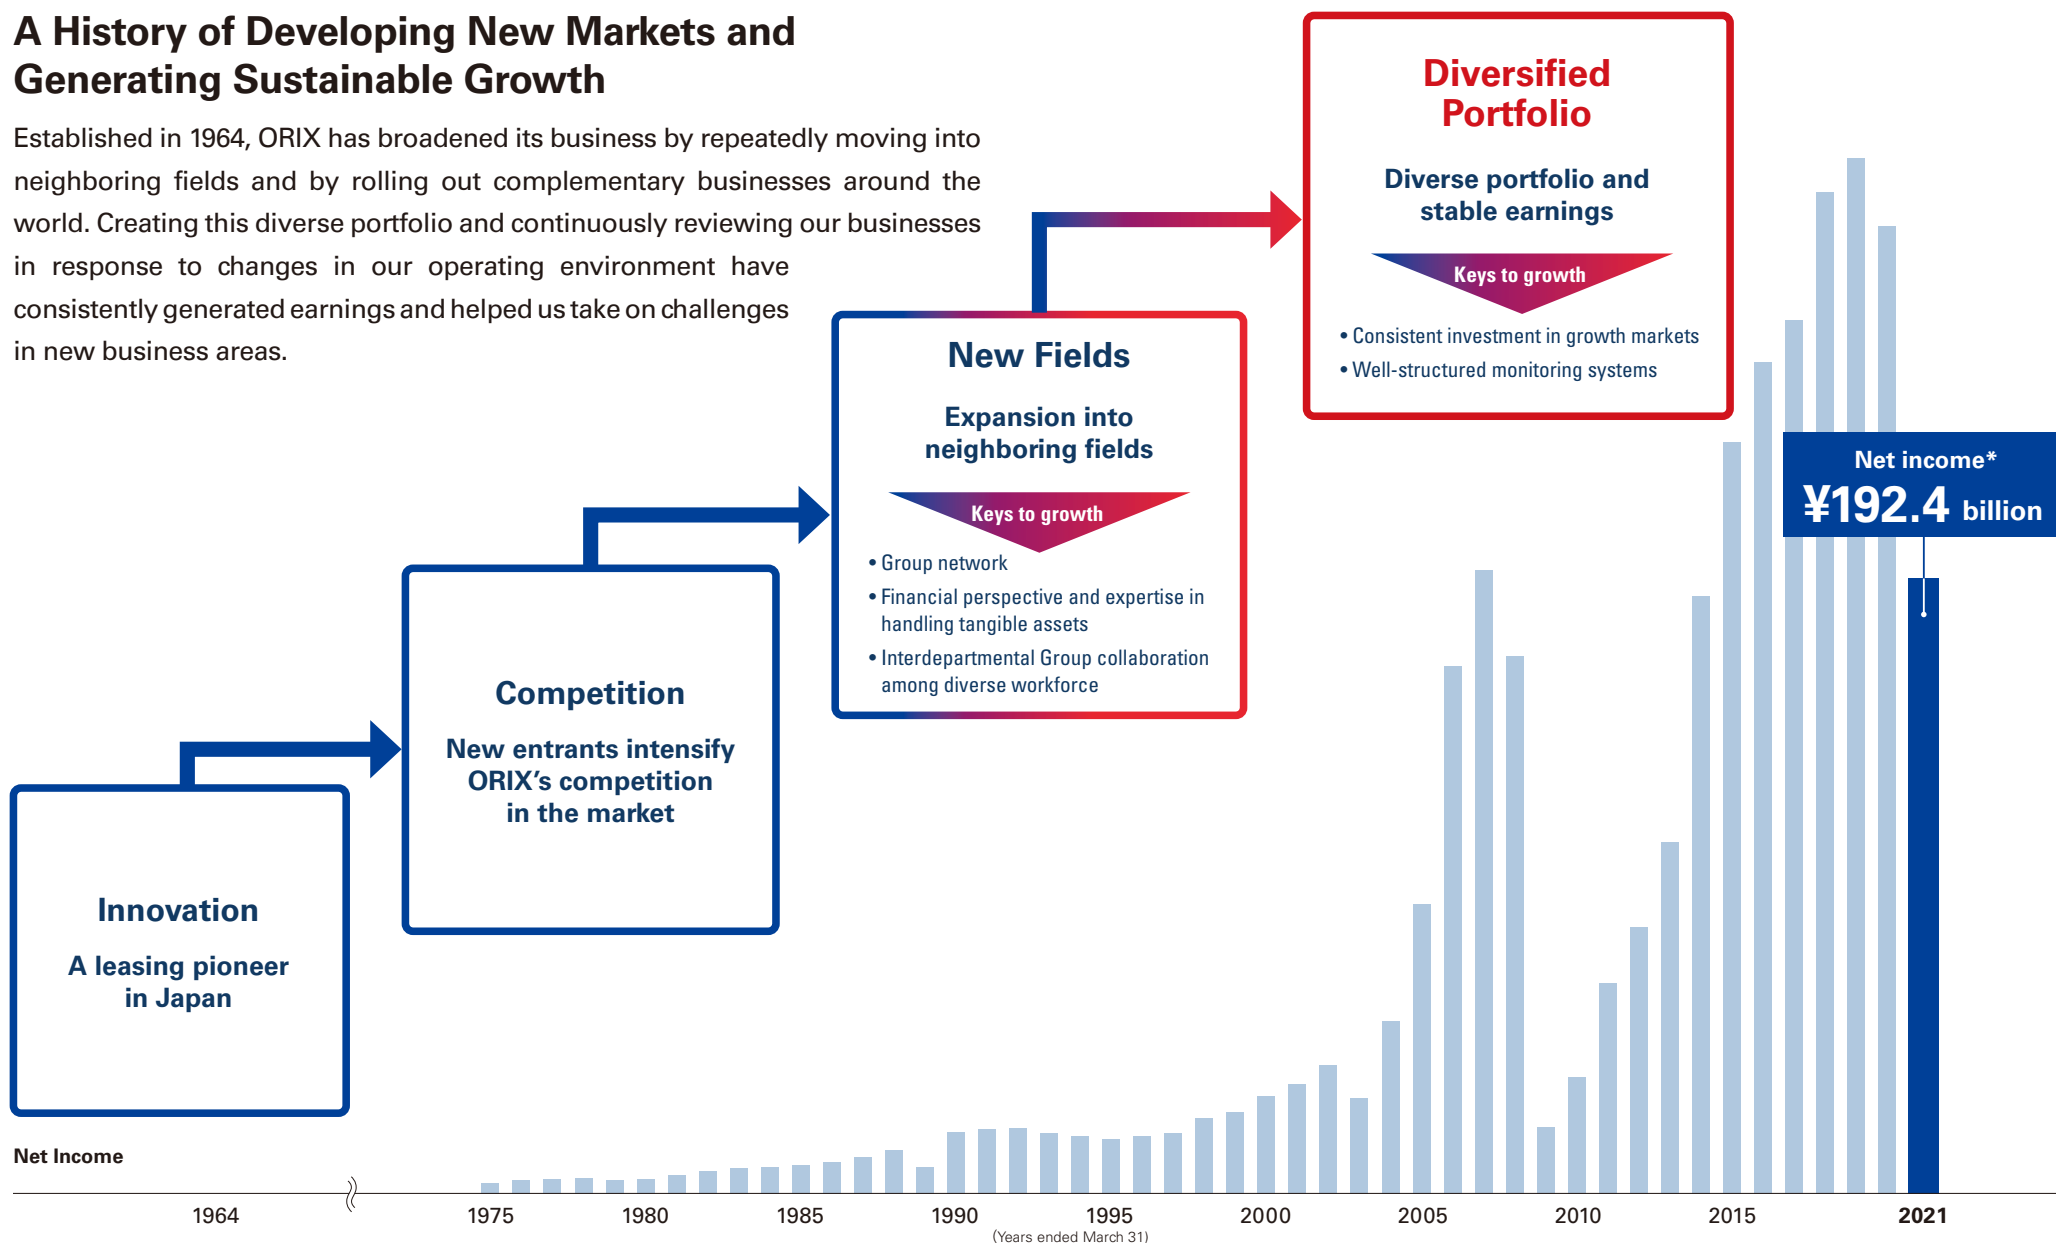 A History of Developing New Markets and
Generating Sustainable Growth
Established in 1964, ORIX has broadened its business by repeatedly moving into
neighboring fields and by rolling out complementary businesses around the
world. Creating this diverse portfolio and continuously reviewing our businesses
in response to changes in our operating environment have
consistently generated earnings and helped us take on challenges
in new business areas.
Diversified
Portfolio
Diverse portfolio and
stable earnings
Keys to growth
• Consistent investment in growth markets
• Well-structured monitoring systems
New Fields
Expansion into
neighboring fields
Keys to growth
• Group network
• Financial perspective and expertise in
handling tangible assets
• Interdepartmental Group collaboration
among diverse workforce
Net income*
¥192.4 billion
Competition
New entrants intensify
ORIX’s competition
in the market
Innovation
A leasing pioneer
in Japan
Net Income
1964 1975 1980 1985 1990 1995 2000 2005 2010 2015 2021
(Years ended March 31)